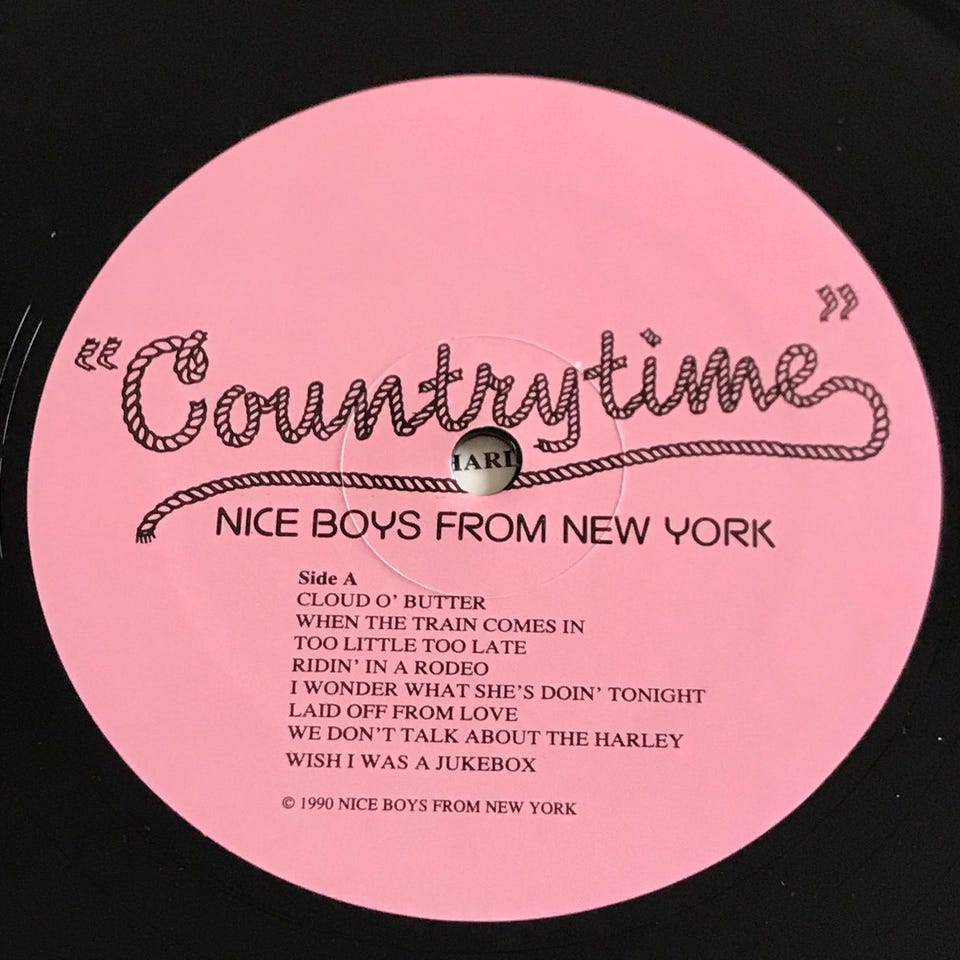 “Countrytime”
IARL
NICE BOYS FROM NEW YORK
Side A
CLOUD O’ BUTTER
WHEN THE TRAIN COMES IN
TOO LITTLE TOO LATE
RIDIN’ IN A RODEO
I WONDER WHAT SHE’S DOIN’ TONIGHT
LAID OFF FROM LOVE
WE DON’T TALK ABOUT THE HARLEY
WISH I WAS A JUKEBOX
© 1990 NICE BOYS FROM NEW YORK